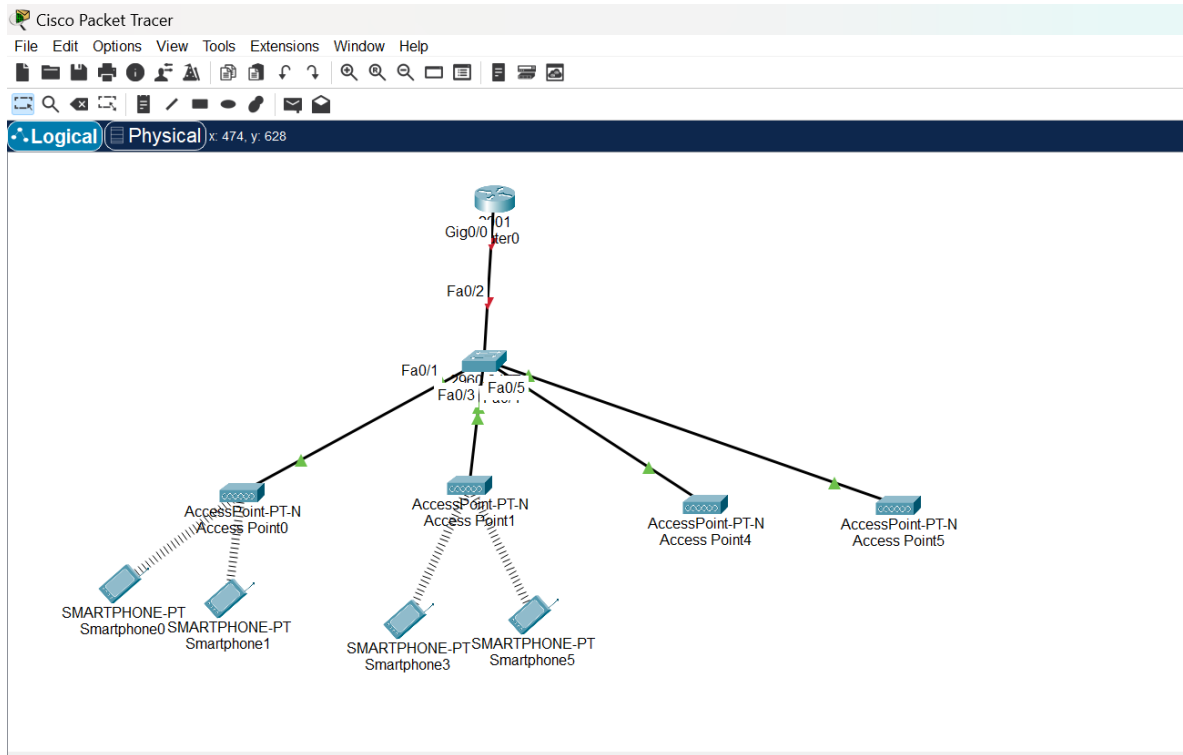 Cisco Packet Tracer
File Edit Options View Tools Extensions Window Help
Logical Physical x: 474, y: 628
Gig0/0
Fa0/2
Fa0/1
Fa0/3
Fa0/5
AccessPoint-PT-N
Access Point0
AccessPoint-PT-N
Access Point1
AccessPoint-PT-N
Access Point4
AccessPoint-PT-N
Access Point5
SMARTPHONE-PT
Smartphone0
SMARTPHONE-PT
Smartphone1
SMARTPHONE-PT
Smartphone3
SMARTPHONE-PT
Smartphone5